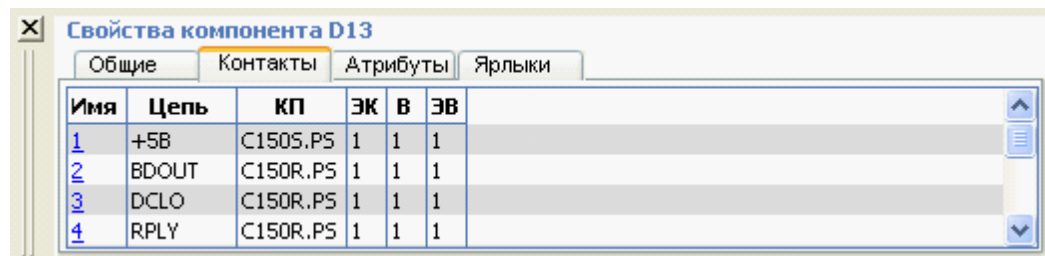 Свойства компонента D13
Общие Контакты Атрибуты Ярлыки
Имя Цепь КП ЭК В ЭВ
1 +5В C150S.PS 1 1 1
2 BDOUT C150R.PS 1 1 1
3 DCLO C150R.PS 1 1 1
4 RPLY C150R.PS 1 1 1